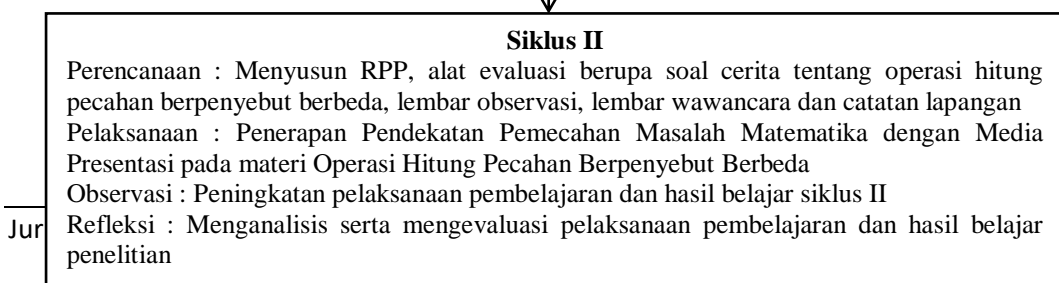 Siklus II
Perencanaan : Menyusun RPP, alat evaluasi berupa soal cerita tentang operasi hitung
pecahan berpenyebut berbeda, lembar observasi, lembar wawancara dan catatan lapangan
Pelaksanaan : Penerapan Pendekatan Pemecahan Masalah Matematika dengan Media
Presentasi pada materi Operasi Hitung Pecahan Berpenyebut Berbeda
Observasi : Peningkatan pelaksanaan pembelajaran dan hasil belajar siklus II
Jur
Refleksi : Menganalisis serta mengevaluasi pelaksanaan pembelajaran dan hasil belajar
penelitian